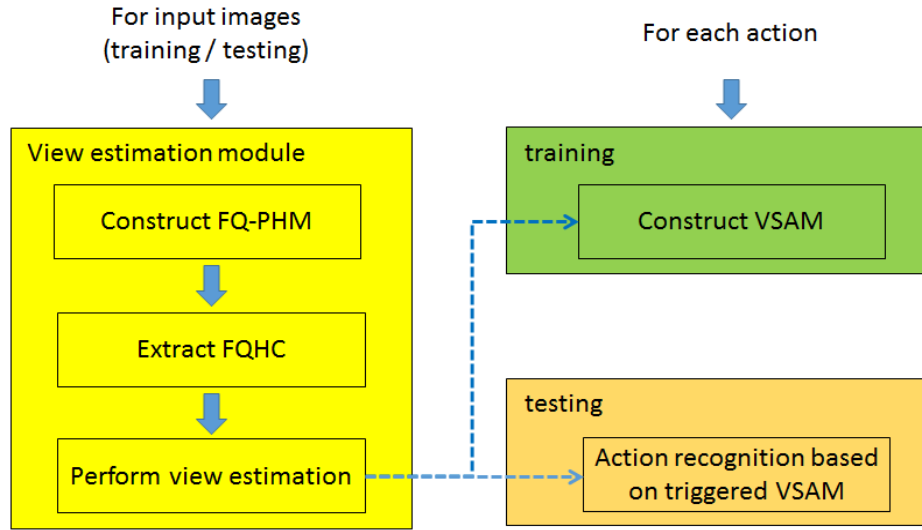 For input images
(training / testing)
View estimation module
Construct FQ-PHM
Extract FQHC
Perform view estimation
For each action
training
Construct VSAM
testing
Action recognition based
on triggered VSAM